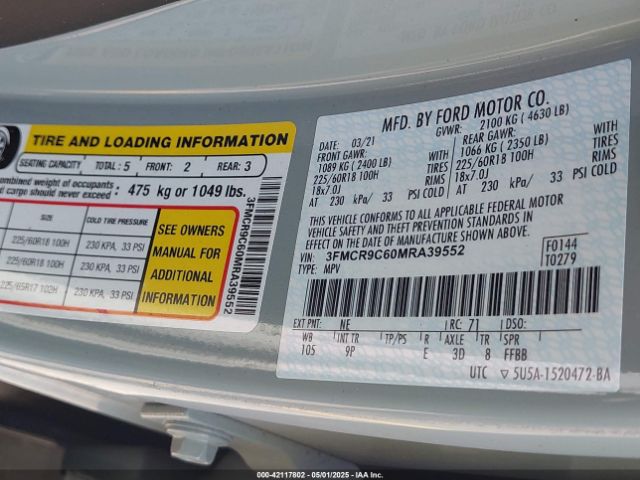 TIRE AND LOADING INFORMATION
SEATING CAPACITY TOTAL: 5 FRONT: 2 REAR: 3
combined weight of occupants
and cargo should never exceed: 475 kg or 1049 lbs.
SIZE COLD TIRE PRESSURE
225/60R18 100H 230 KPA, 33 PSI
225/60R18 100H 230 KPA, 33 PSI
225/65R17 102H 230 KPA, 33 PSI
SEE OWNERS
MANUAL FOR
ADDITIONAL
INFORMATION
3FMCR9C60MRA39552
MFD. BY FORD MOTOR CO.
DATE: 03/21 GVWR: 2100 KG ( 4630 LB)
FRONT GAWR: REAR GAWR:
1089 KG ( 2400 LB) 1066 KG ( 2350 LB)
225/60R18 100H TIRES 225/60R18 100H TIRES
18x7.0J RIMS 18x7.0J RIMS
AT 230 kPa/ 33 PSI COLD AT 230 kPa/ 33 PSI COLD
THIS VEHICLE CONFORMS TO ALL APPLICABLE FEDERAL MOTOR
VEHICLE SAFETY AND THEFT PREVENTION STANDARDS IN
EFFECT ON THE DATE OF MANUFACTURE SHOWN ABOVE.
VIN: 3FMCR9C60MRA39552
TYPE: MPV
F0144
T0279
EXT PNT: NE RC: 71 DSO:
WB INT TR TP/PS R AXLE TR SPR
105 9P E 3D 8 FFBB
UTC ▽ 5U5A-1520472-BA
000-42117802 - 05/01/2025 - IAAI.COM